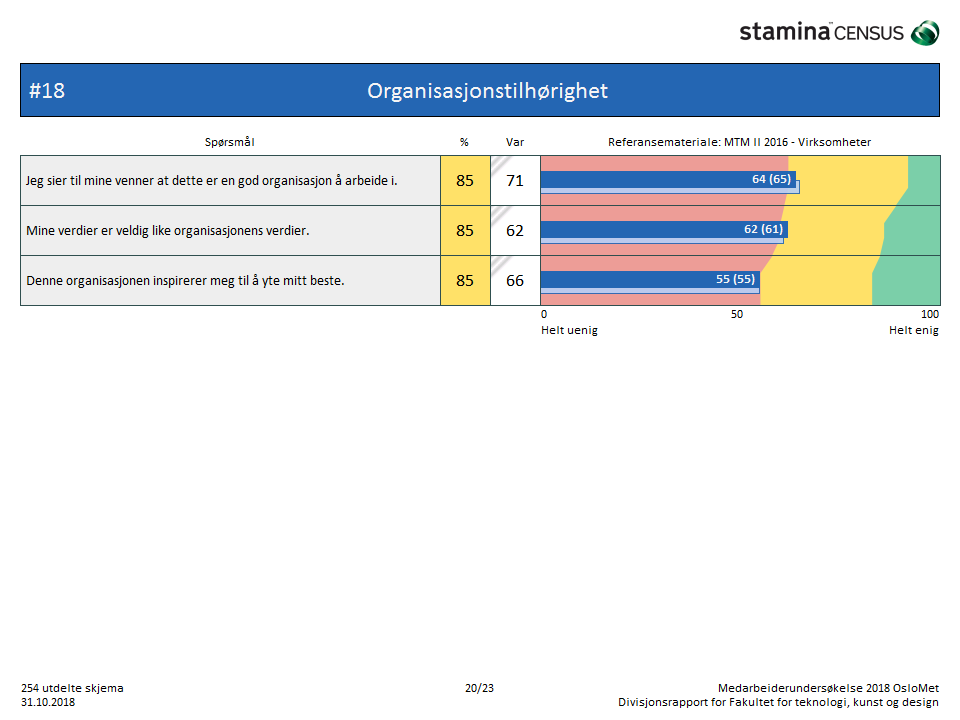 stamina™CENSUS
#18 Organisasjonstilhørighet
Spørsmål % Var Referansemateriale: MTM II 2016 - Virksomheter
Jeg sier til mine venner at dette er en god organisasjon å arbeide i. 85 71 64 (65)
Mine verdier er veldig like organisasjonens verdier. 85 62 62 (61)
Denne organisasjonen inspirerer meg til å yte mitt beste. 85 66 55 (55)
0 50 100
Helt uenig Helt enig
254 utdelte skjema 20/23 Medarbeiderundersøkelse 2018 OsloMet
31.10.2018 Divisjonsrapport for Fakultet for teknologi, kunst og design